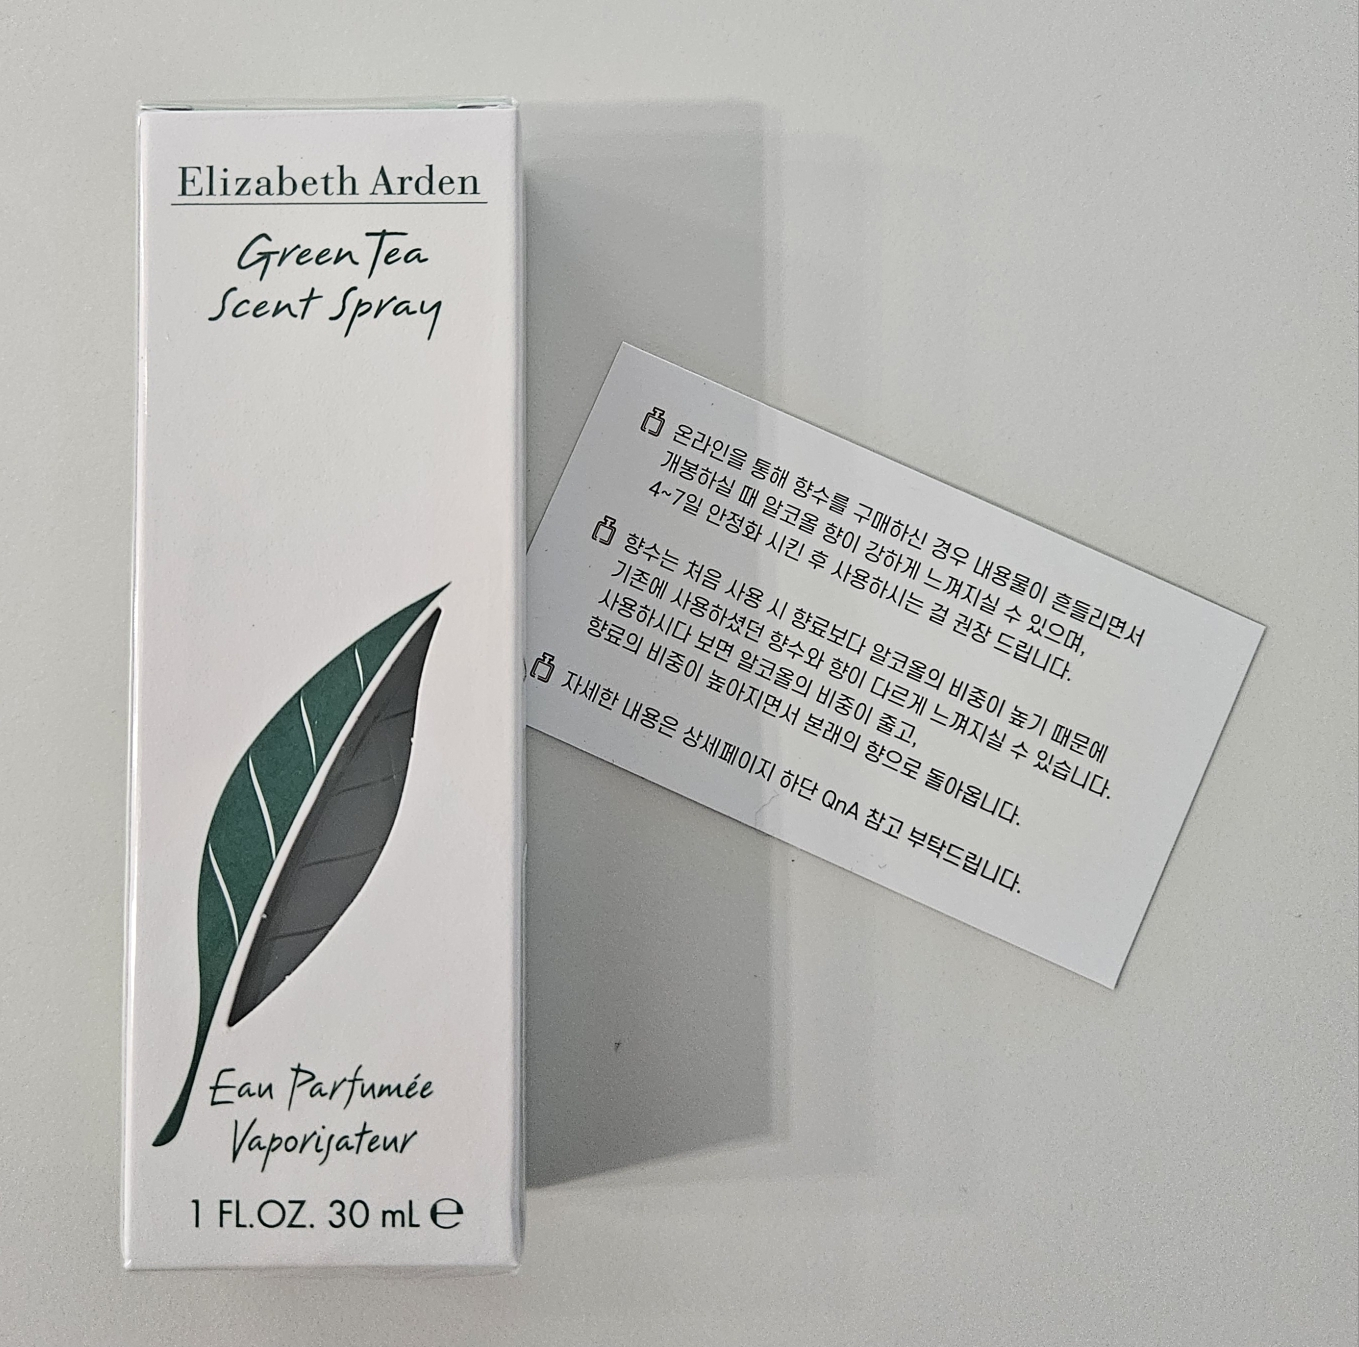 Elizabeth Arden
Green Tea
Scent Spray
Eau Parfumée
Vaporisateur
1 FL.OZ. 30 mL ℮
온라인을 통해 향수를 구매하신 경우 내용물이 흔들리면서
개봉하실 때 알코올 향이 강하게 느껴지실 수 있으며,
4~7일 안정화 시킨 후 사용하시는 걸 권장 드립니다.
향수는 처음 사용 시 향료보다 알코올의 비중이 높기 때문에
기존에 사용하셨던 향수와 향이 다르게 느껴지실 수 있습니다.
사용하시다 보면 알코올의 비중이 줄고,
향료의 비중이 높아지면서 본래의 향으로 돌아옵니다.
자세한 내용은 상세페이지 하단 QnA 참고 부탁드립니다.